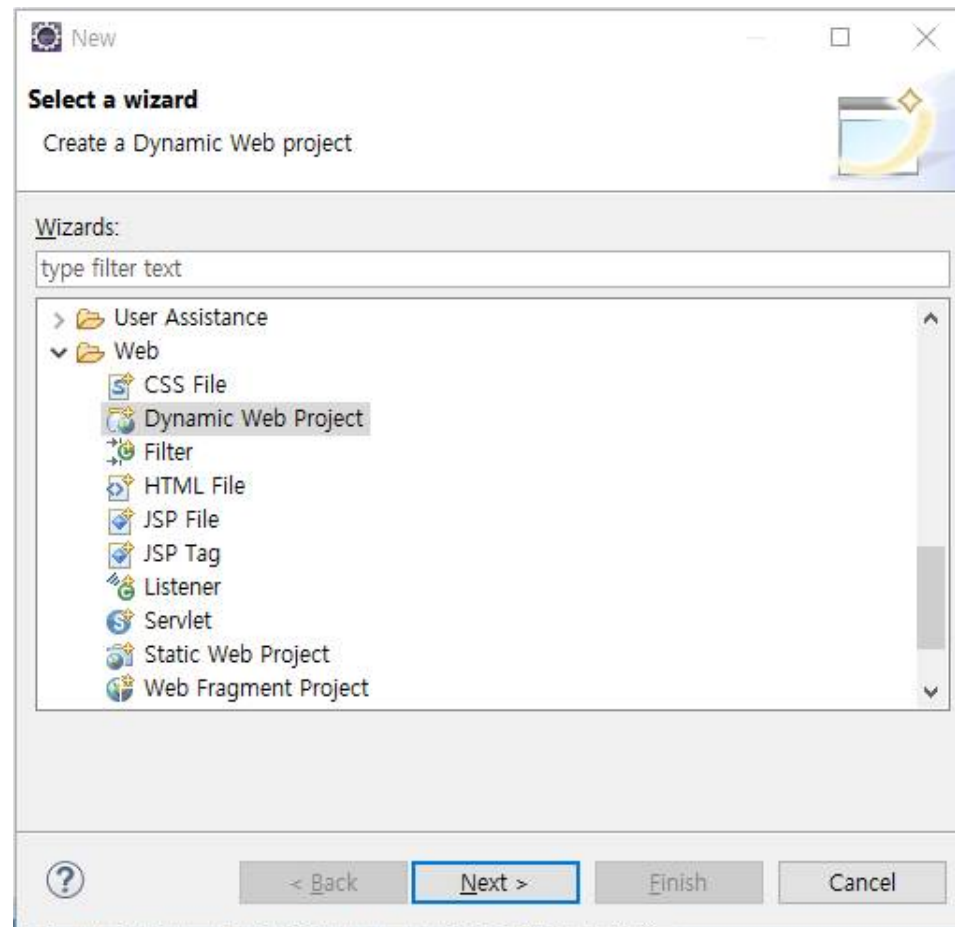 New
Select a wizard
Create a Dynamic Web project
Wizards:
type filter text
User Assistance
Web
CSS File
Dynamic Web Project
Filter
HTML File
JSP File
JSP Tag
Listener
Servlet
Static Web Project
Web Fragment Project
? < Back Next > Finish Cancel